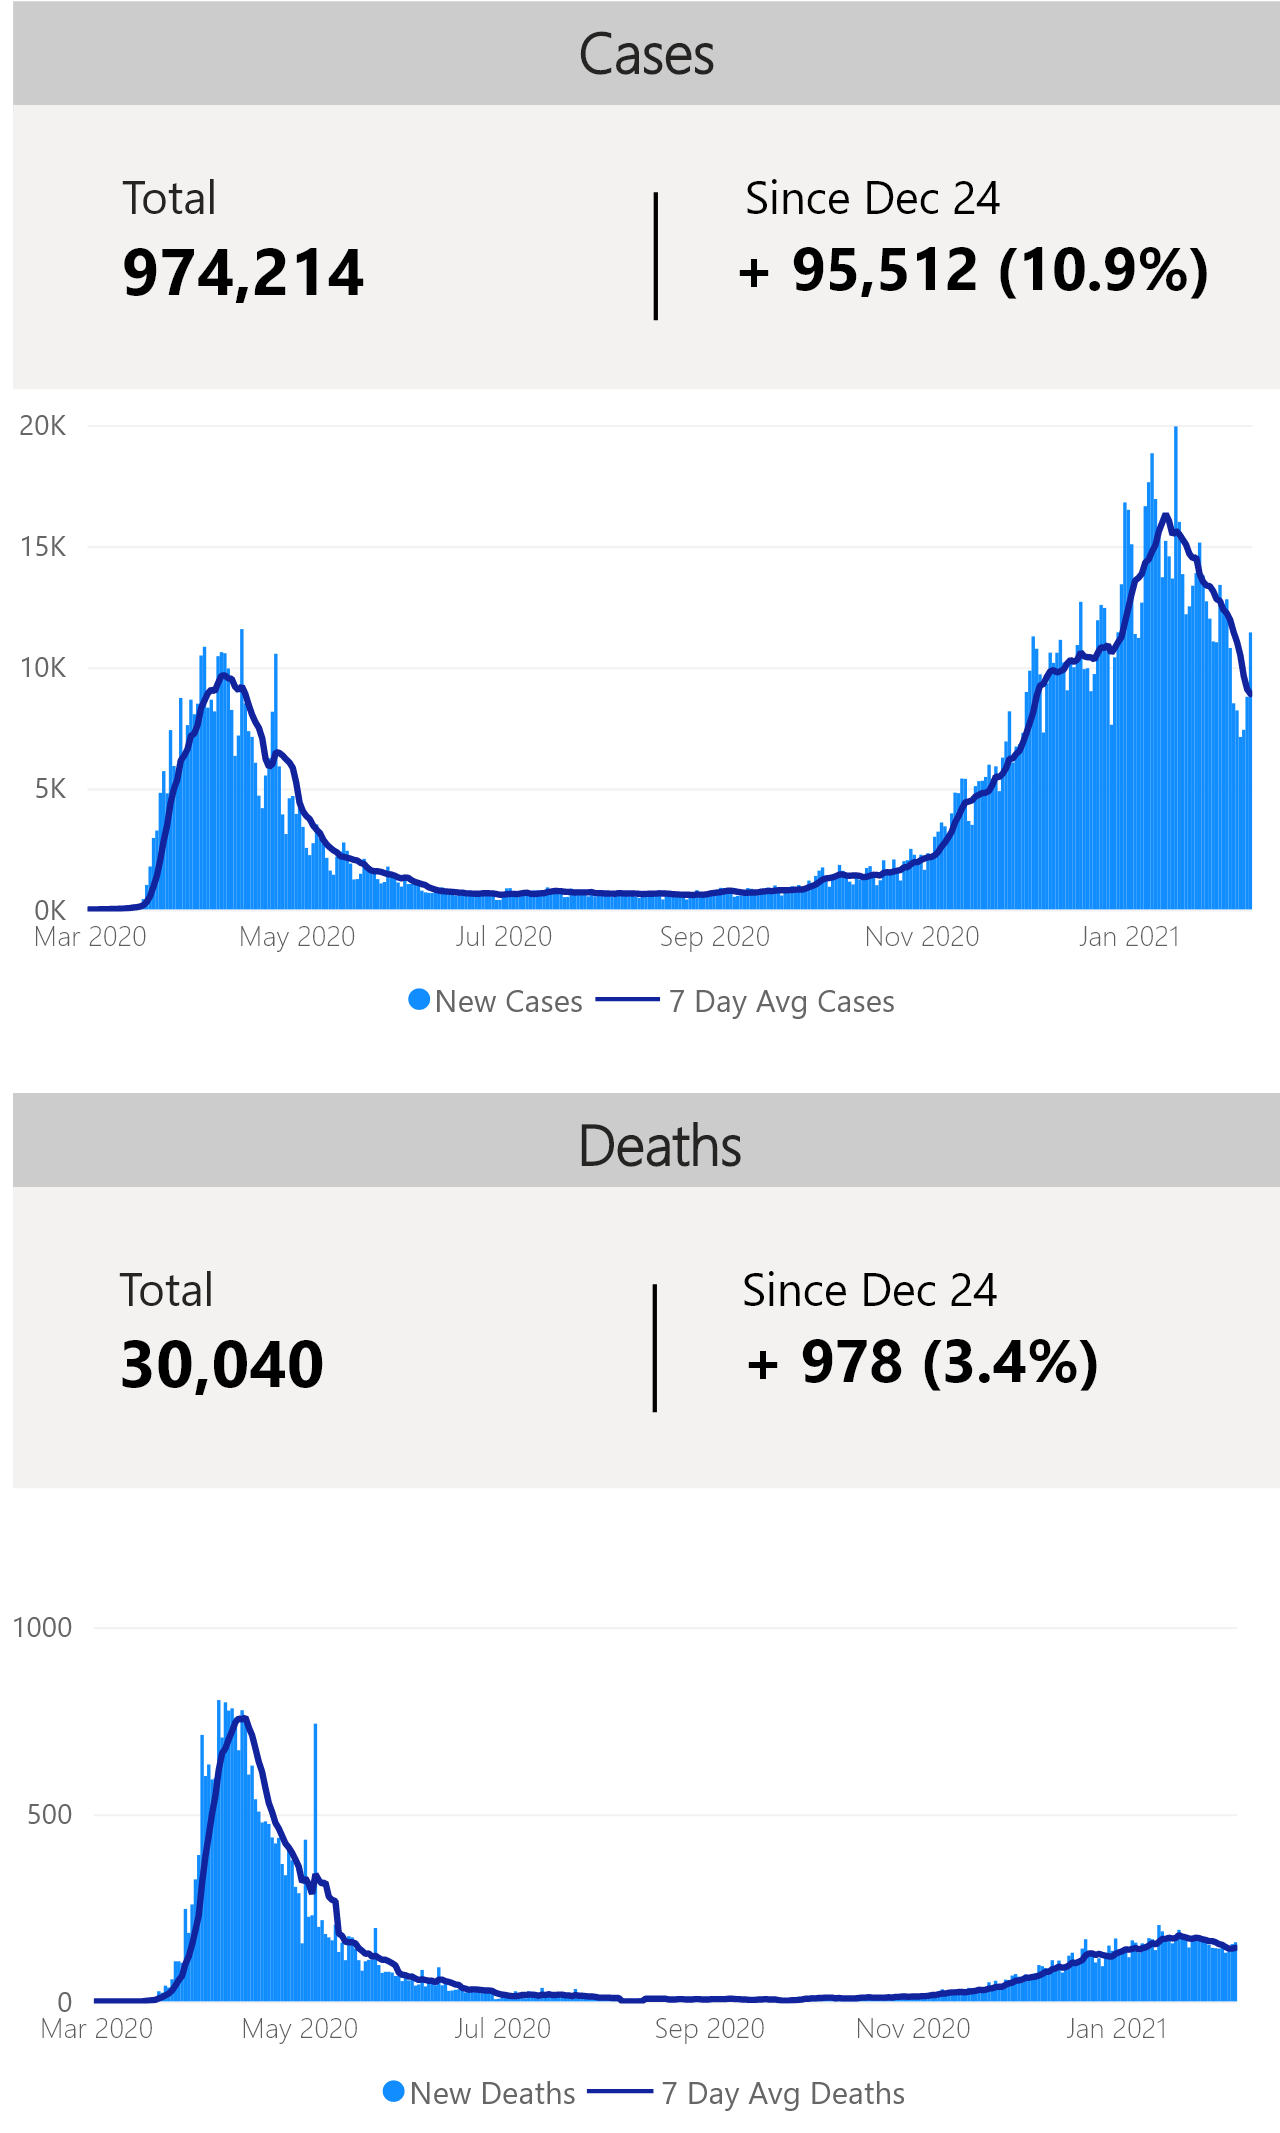 Cases
Total
974,214
Since Dec 24
+ 95,512 (10.9%)
20K
15K
10K
5K
0K
Mar 2020 May 2020 Jul 2020 Sep 2020 Nov 2020 Jan 2021
New Cases 7 Day Avg Cases
Deaths
Total
30,040
Since Dec 24
+ 978 (3.4%)
1000
500
0
Mar 2020 May 2020 Jul 2020 Sep 2020 Nov 2020 Jan 2021
New Deaths 7 Day Avg Deaths